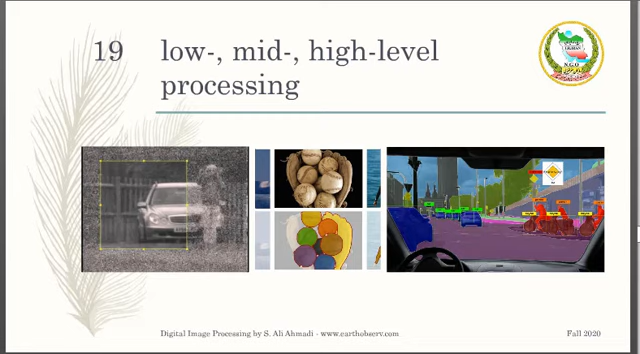 19
low-, mid-, high-level
processing
N.G.O
Digital Image Processing by S. Ali Ahmadi - www.earthobserv.com
Fall 2020